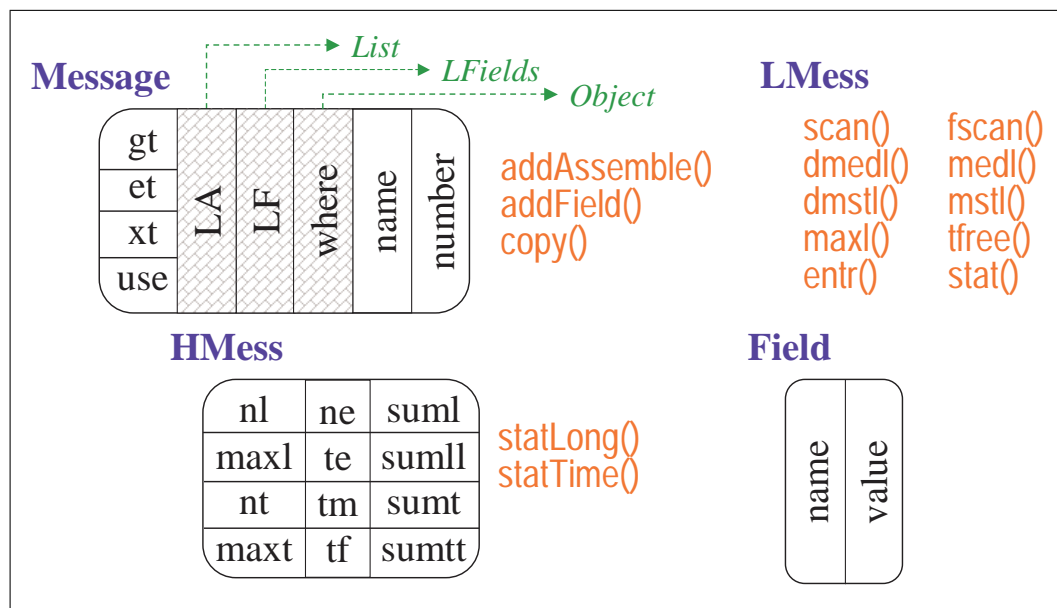 List
LFields
Object
Message
LMess
gt
et
xt
use
LA
LF
where
name
number
addAssemble()
addField()
copy()
scan() fscan()
dmedl() medl()
dmstl() mstl()
maxl() tfree()
entr() stat()
HMess
Field
nl ne suml
maxl te sumll
nt tm sumt
maxt tf sumtt
statLong()
statTime()
name
value